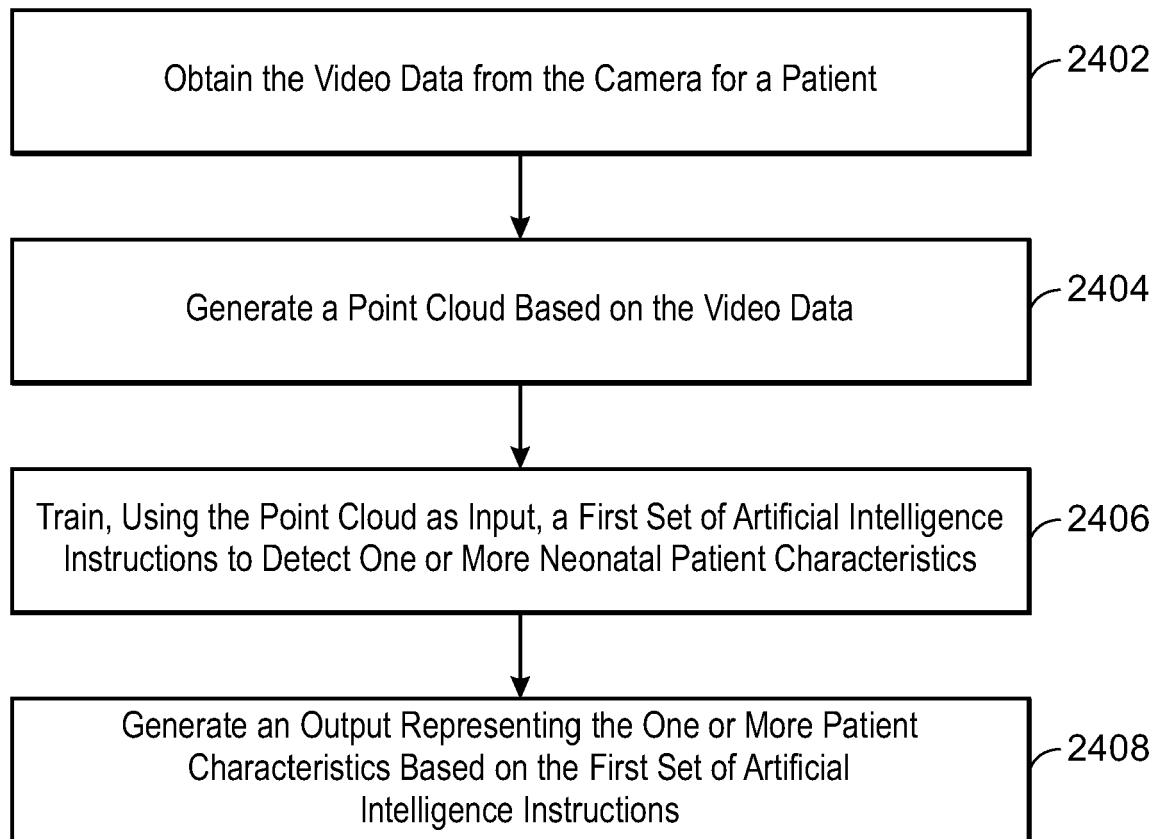 Obtain the Video Data from the Camera for a Patient
2402
Generate a Point Cloud Based on the Video Data
2404
Train, Using the Point Cloud as Input, a First Set of Artificial Intelligence
Instructions to Detect One or More Neonatal Patient Characteristics
2406
Generate an Output Representing the One or More Patient
Characteristics Based on the First Set of Artificial
Intelligence Instructions
2408